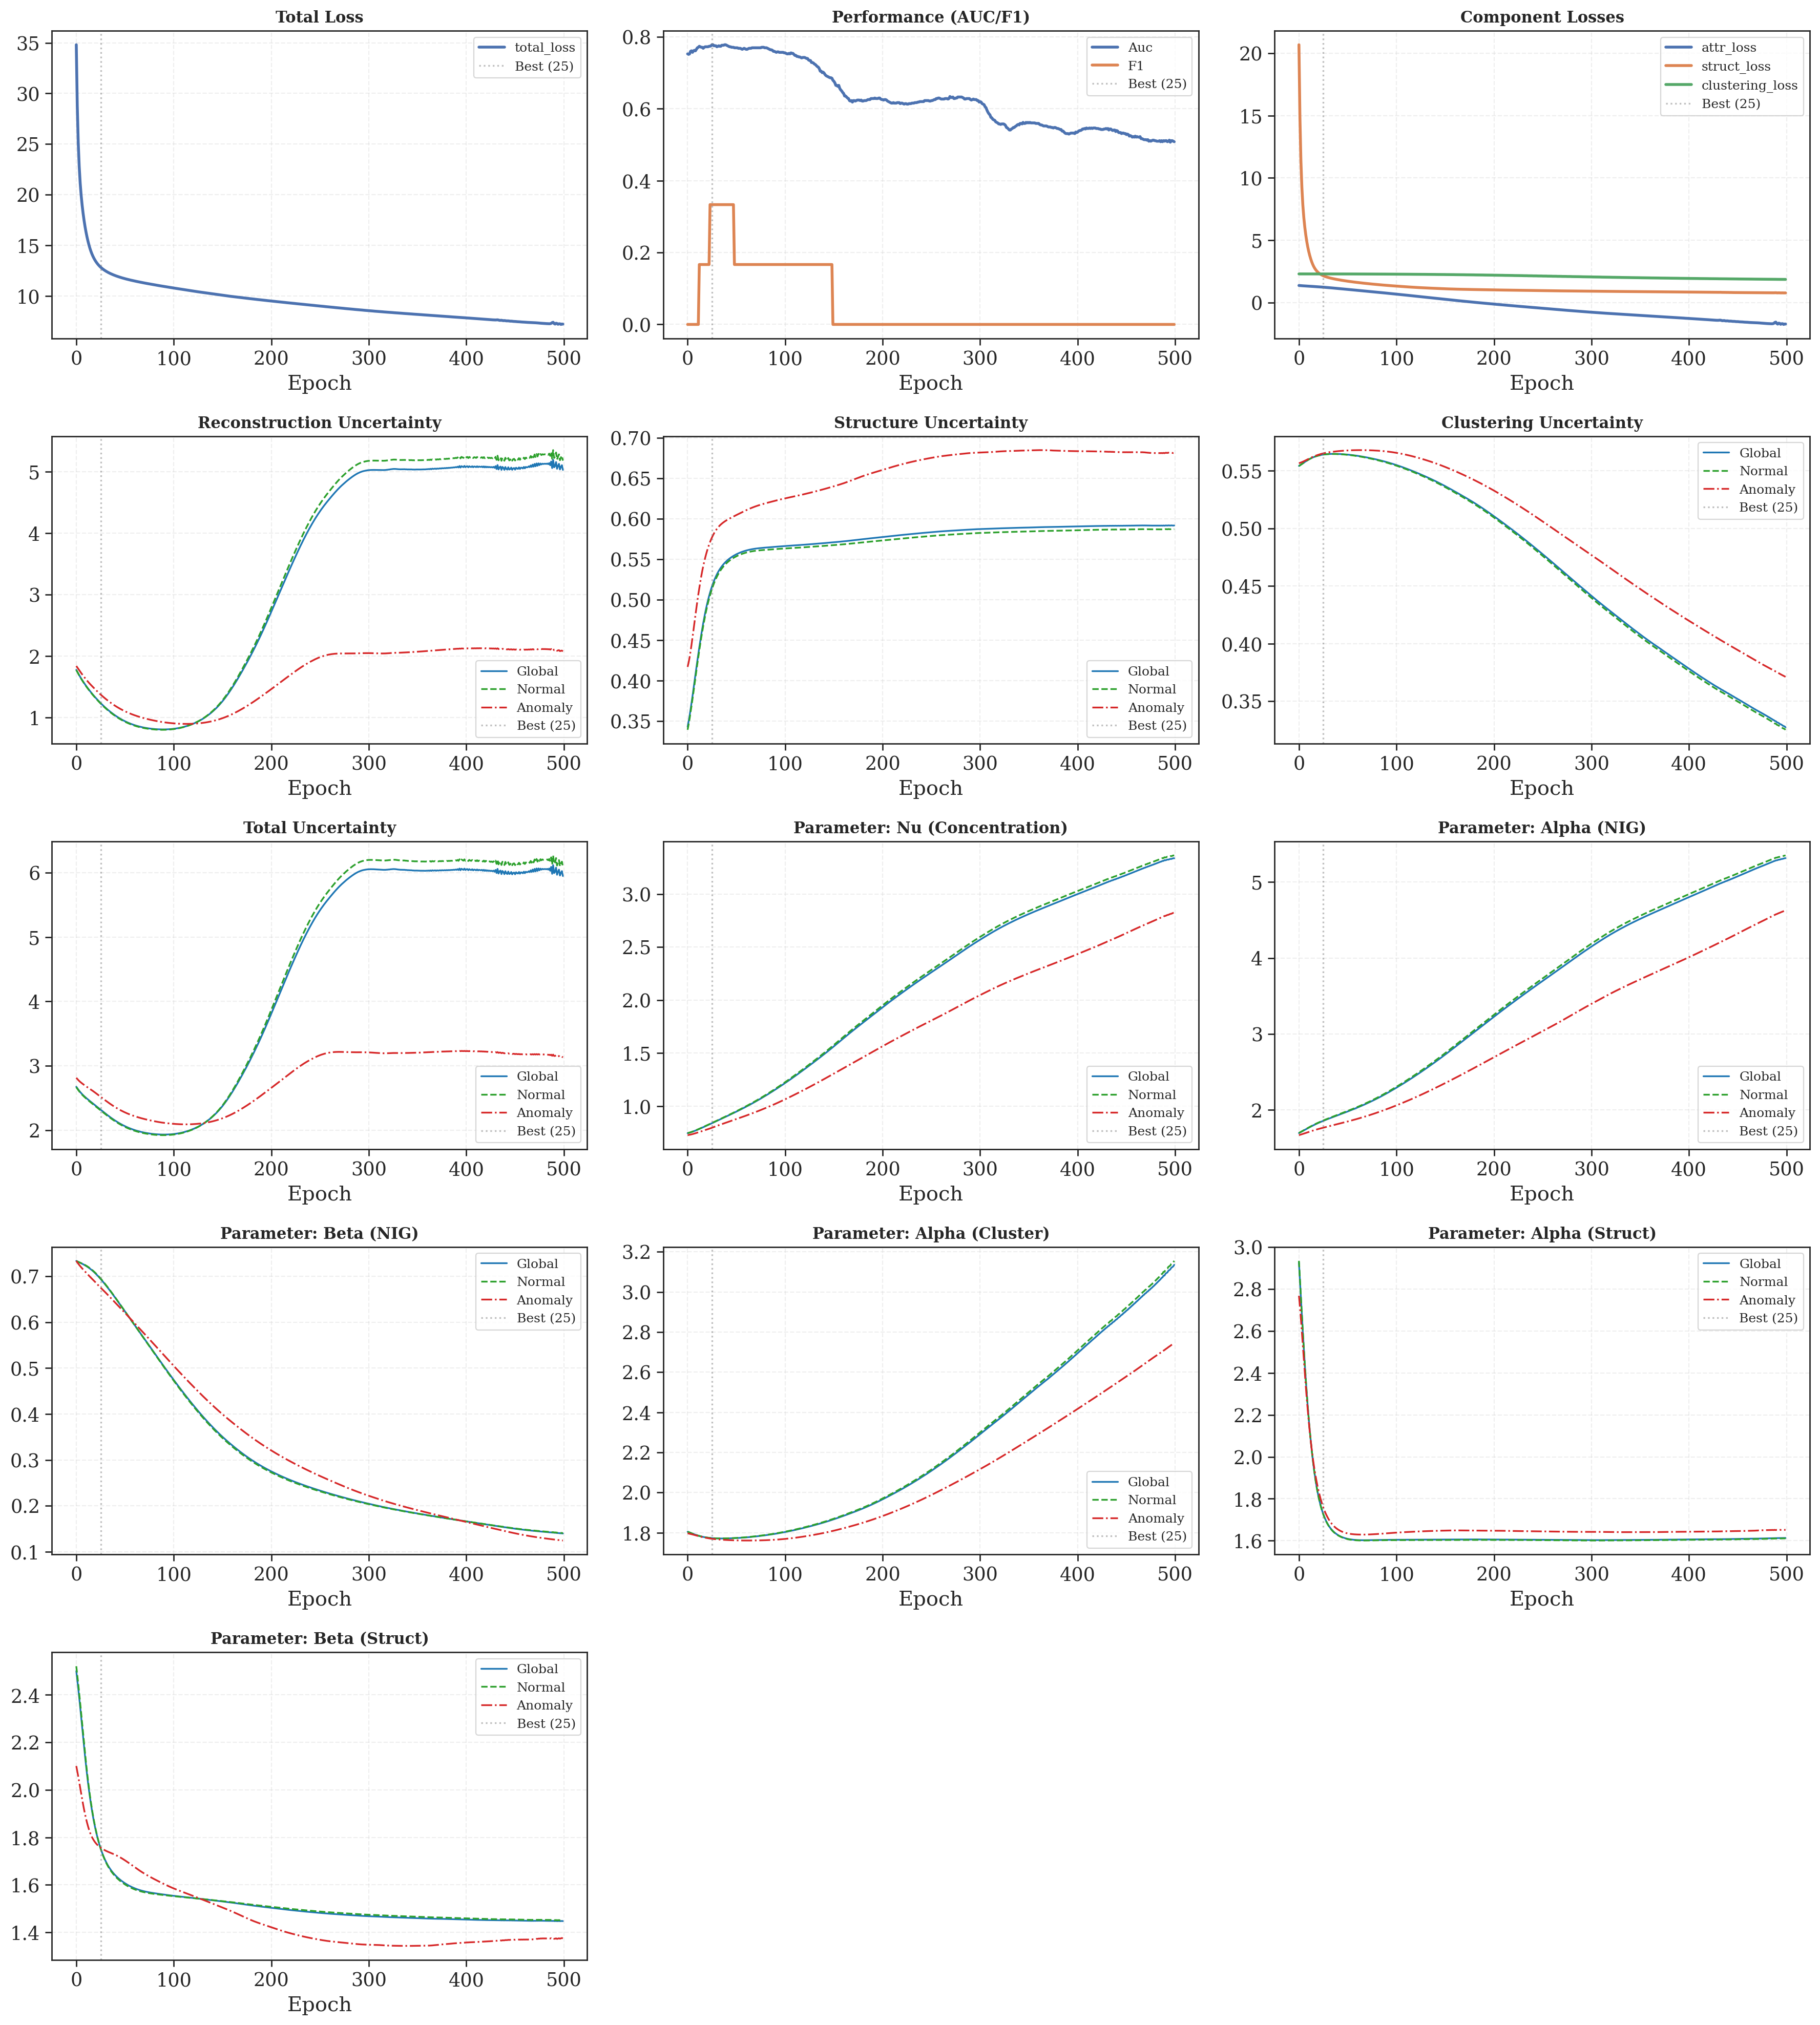 Total Loss
35
30
25
20
15
10
total_loss
Best (25)
0 100 200 300 400 500
Epoch
Performance (AUC/F1)
0.8
0.6
0.4
0.2
0.0
Auc
F1
Best (25)
0 100 200 300 400 500
Epoch
Component Losses
20
15
10
5
0
attr_loss
struct_loss
clustering_loss
Best (25)
0 100 200 300 400 500
Epoch
Reconstruction Uncertainty
5
4
3
2
1
Global
Normal
Anomaly
Best (25)
0 100 200 300 400 500
Epoch
Structure Uncertainty
0.70
0.65
0.60
0.55
0.50
0.45
0.40
0.35
Global
Normal
Anomaly
Best (25)
0 100 200 300 400 500
Epoch
Clustering Uncertainty
0.55
0.50
0.45
0.40
0.35
Global
Normal
Anomaly
Best (25)
0 100 200 300 400 500
Epoch
Total Uncertainty
6
5
4
3
2
Global
Normal
Anomaly
Best (25)
0 100 200 300 400 500
Epoch
Parameter: Nu (Concentration)
3.0
2.5
2.0
1.5
1.0
Global
Normal
Anomaly
Best (25)
0 100 200 300 400 500
Epoch
Parameter: Alpha (NIG)
5
4
3
2
Global
Normal
Anomaly
Best (25)
0 100 200 300 400 500
Epoch
Parameter: Beta (NIG)
0.7
0.6
0.5
0.4
0.3
0.2
0.1
Global
Normal
Anomaly
Best (25)
0 100 200 300 400 500
Epoch
Parameter: Alpha (Cluster)
3.2
3.0
2.8
2.6
2.4
2.2
2.0
1.8
Global
Normal
Anomaly
Best (25)
0 100 200 300 400 500
Epoch
Parameter: Alpha (Struct)
3.0
2.8
2.6
2.4
2.2
2.0
1.8
1.6
Global
Normal
Anomaly
Best (25)
0 100 200 300 400 500
Epoch
Parameter: Beta (Struct)
2.4
2.2
2.0
1.8
1.6
1.4
Global
Normal
Anomaly
Best (25)
0 100 200 300 400 500
Epoch